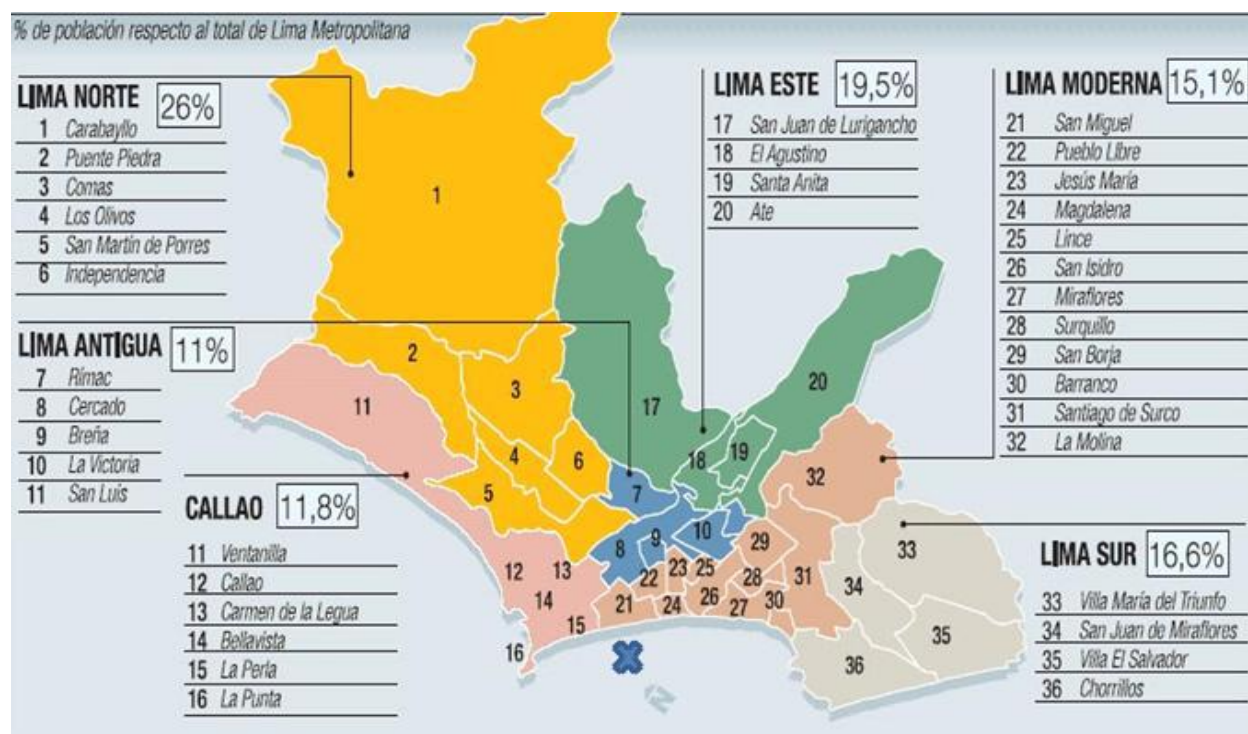 % de población respecto al total de Lima Metropolitana
LIMA NORTE 26%
1 Carabayllo
2 Puente Piedra
3 Comas
4 Los Olivos
5 San Martín de Porres
6 Independencia
LIMA ANTIGUA 11%
7 Rímac
8 Cercado
9 Breña
10 La Victoria
11 San Luis
CALLAO 11,8%
11 Ventanilla
12 Callao
13 Carmen de la Legua
14 Bellavista
15 La Perla
16 La Punta
LIMA ESTE 19,5%
17 San Juan de Lurigancho
18 El Agustino
19 Santa Anita
20 Ate
LIMA MODERNA 15,1%
21 San Miguel
22 Pueblo Libre
23 Jesús María
24 Magdalena
25 Lince
26 San Isidro
27 Miraflores
28 Surquillo
29 San Borja
30 Barranco
31 Santiago de Surco
32 La Molina
LIMA SUR 16,6%
33 Villa María del Triunfo
34 San Juan de Miraflores
35 Villa El Salvador
36 Chorrillos
1
2
3
11
17
20
4
6
18
19
5
7
32
8
9
10
29
33
12
13
22
23
25
28
31
34
14
21
24
26
27
30
15
35
16
36
N